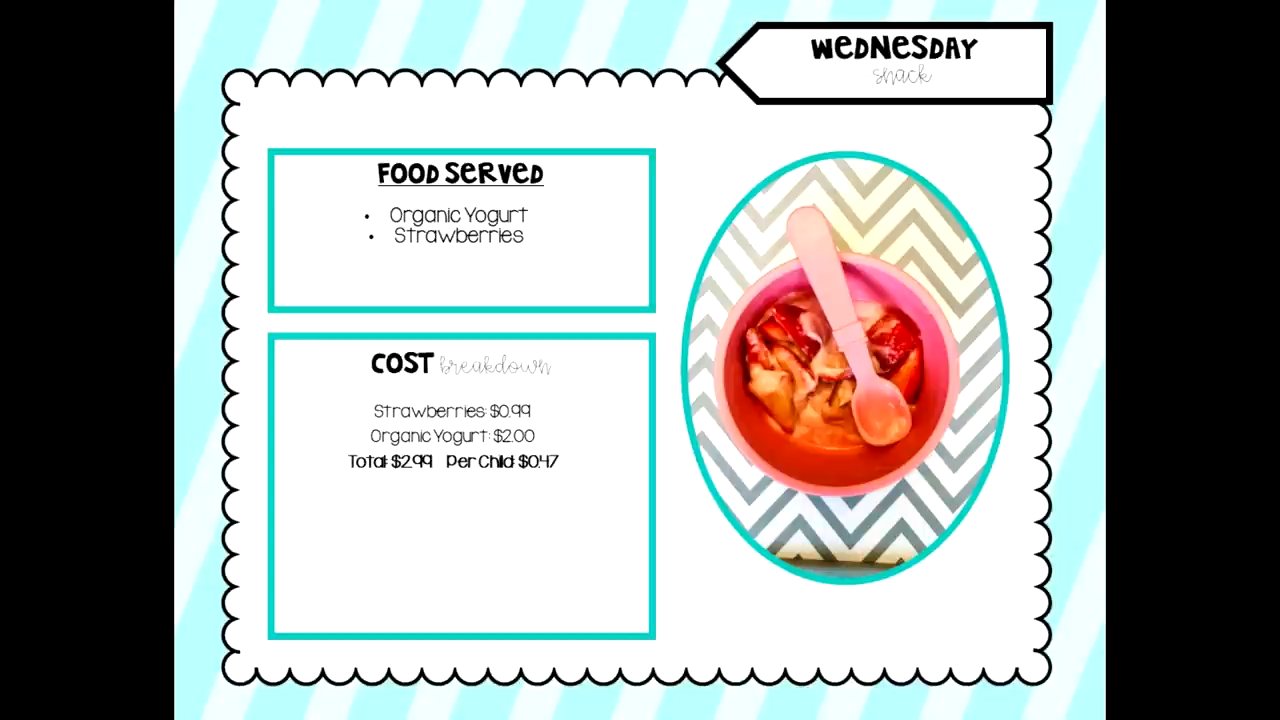 WEDNESDAY
snack
FOOD SERVED
• Organic Yogurt
• Strawberries
COST breakdown
Strawberries: $0.99
Organic Yogurt: $2.00
Total: $2.99 Per Child: $0.47